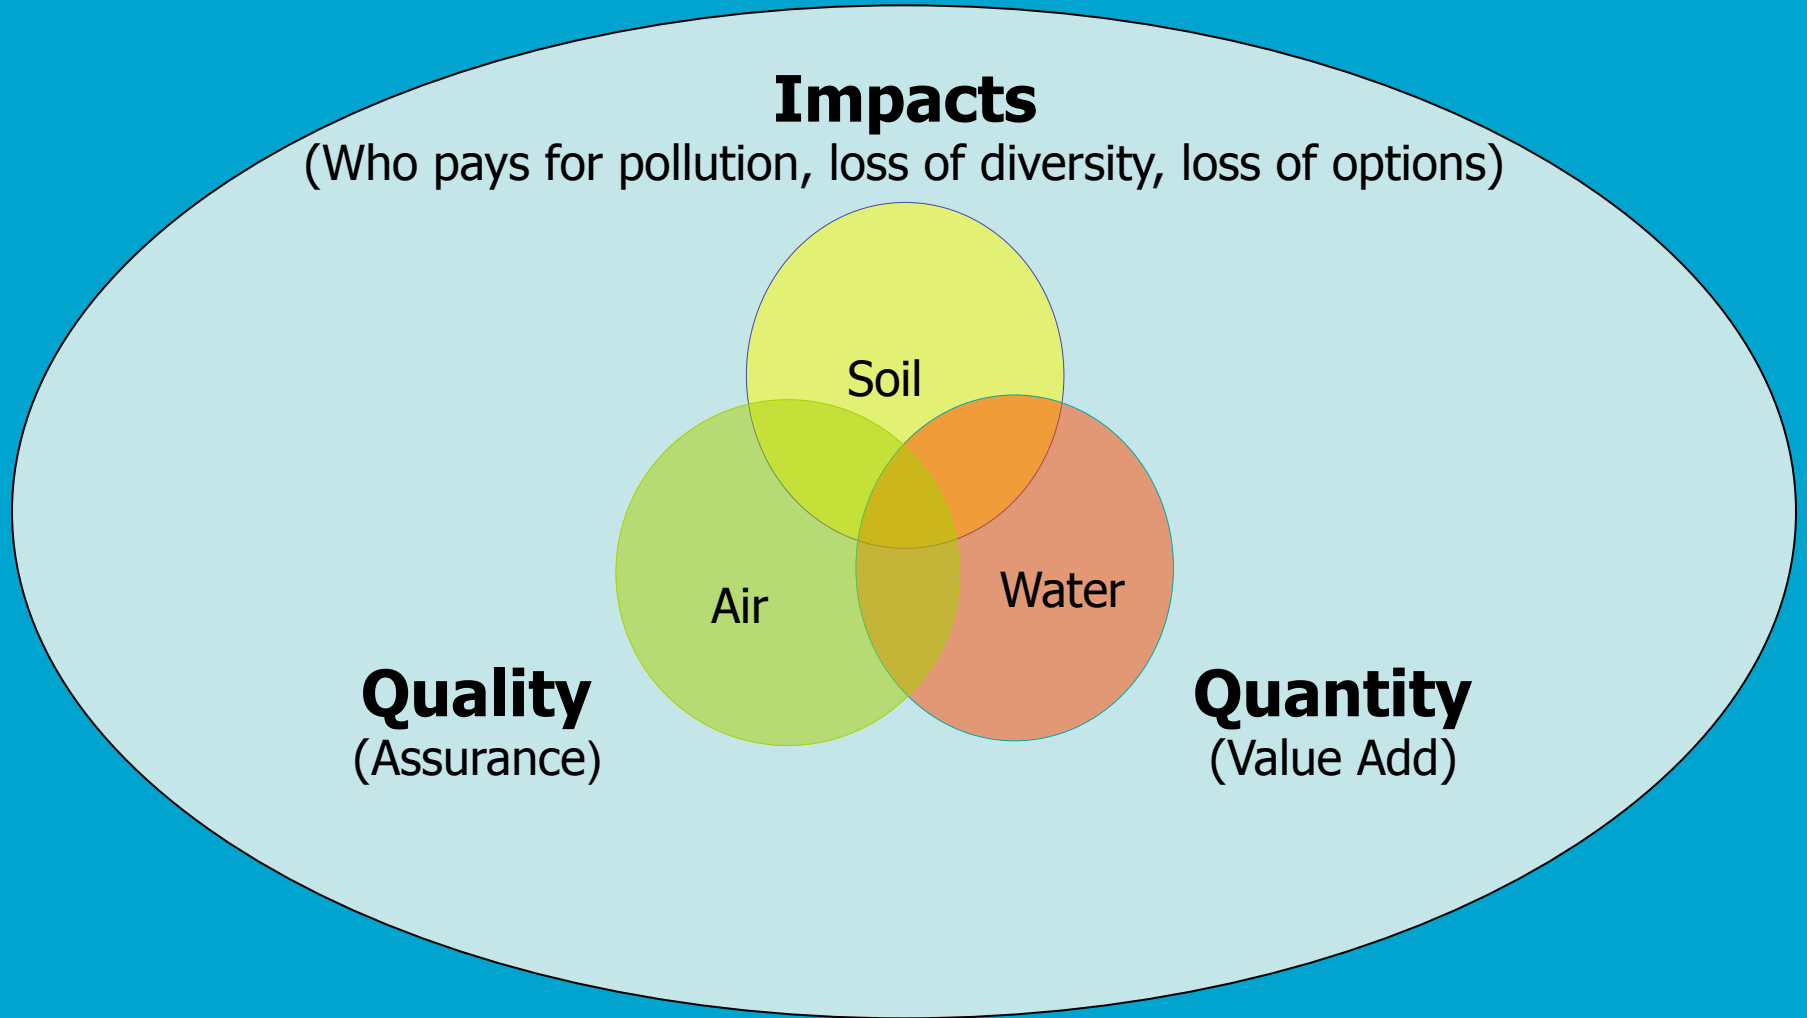 Impacts
(Who pays for pollution, loss of diversity, loss of options)
Soil
Air
Water
Quality
(Assurance)
Quantity
(Value Add)